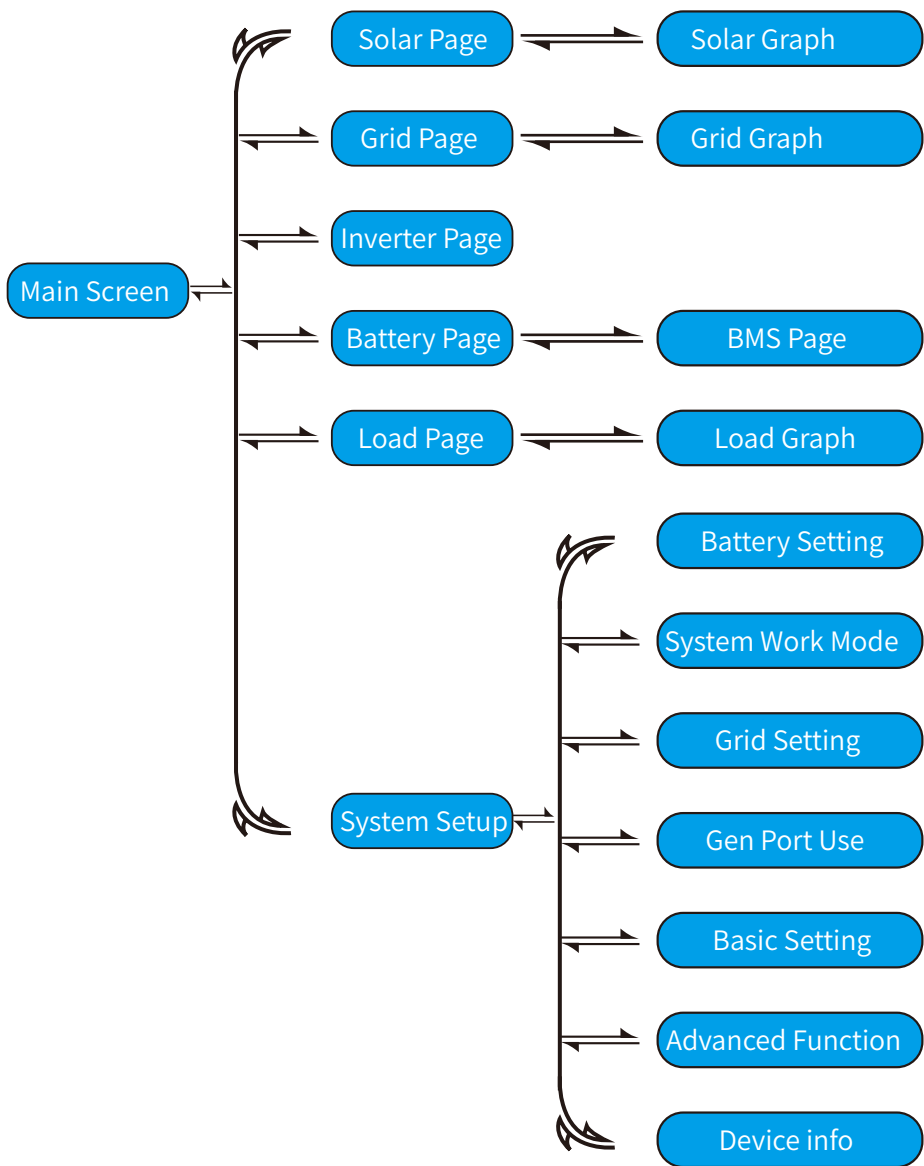 Solar Page
Solar Graph
Grid Page
Grid Graph
Inverter Page
Main Screen
Battery Page
BMS Page
Load Page
Load Graph
Battery Setting
System Work Mode
Grid Setting
System Setup
Gen Port Use
Basic Setting
Advanced Function
Device info